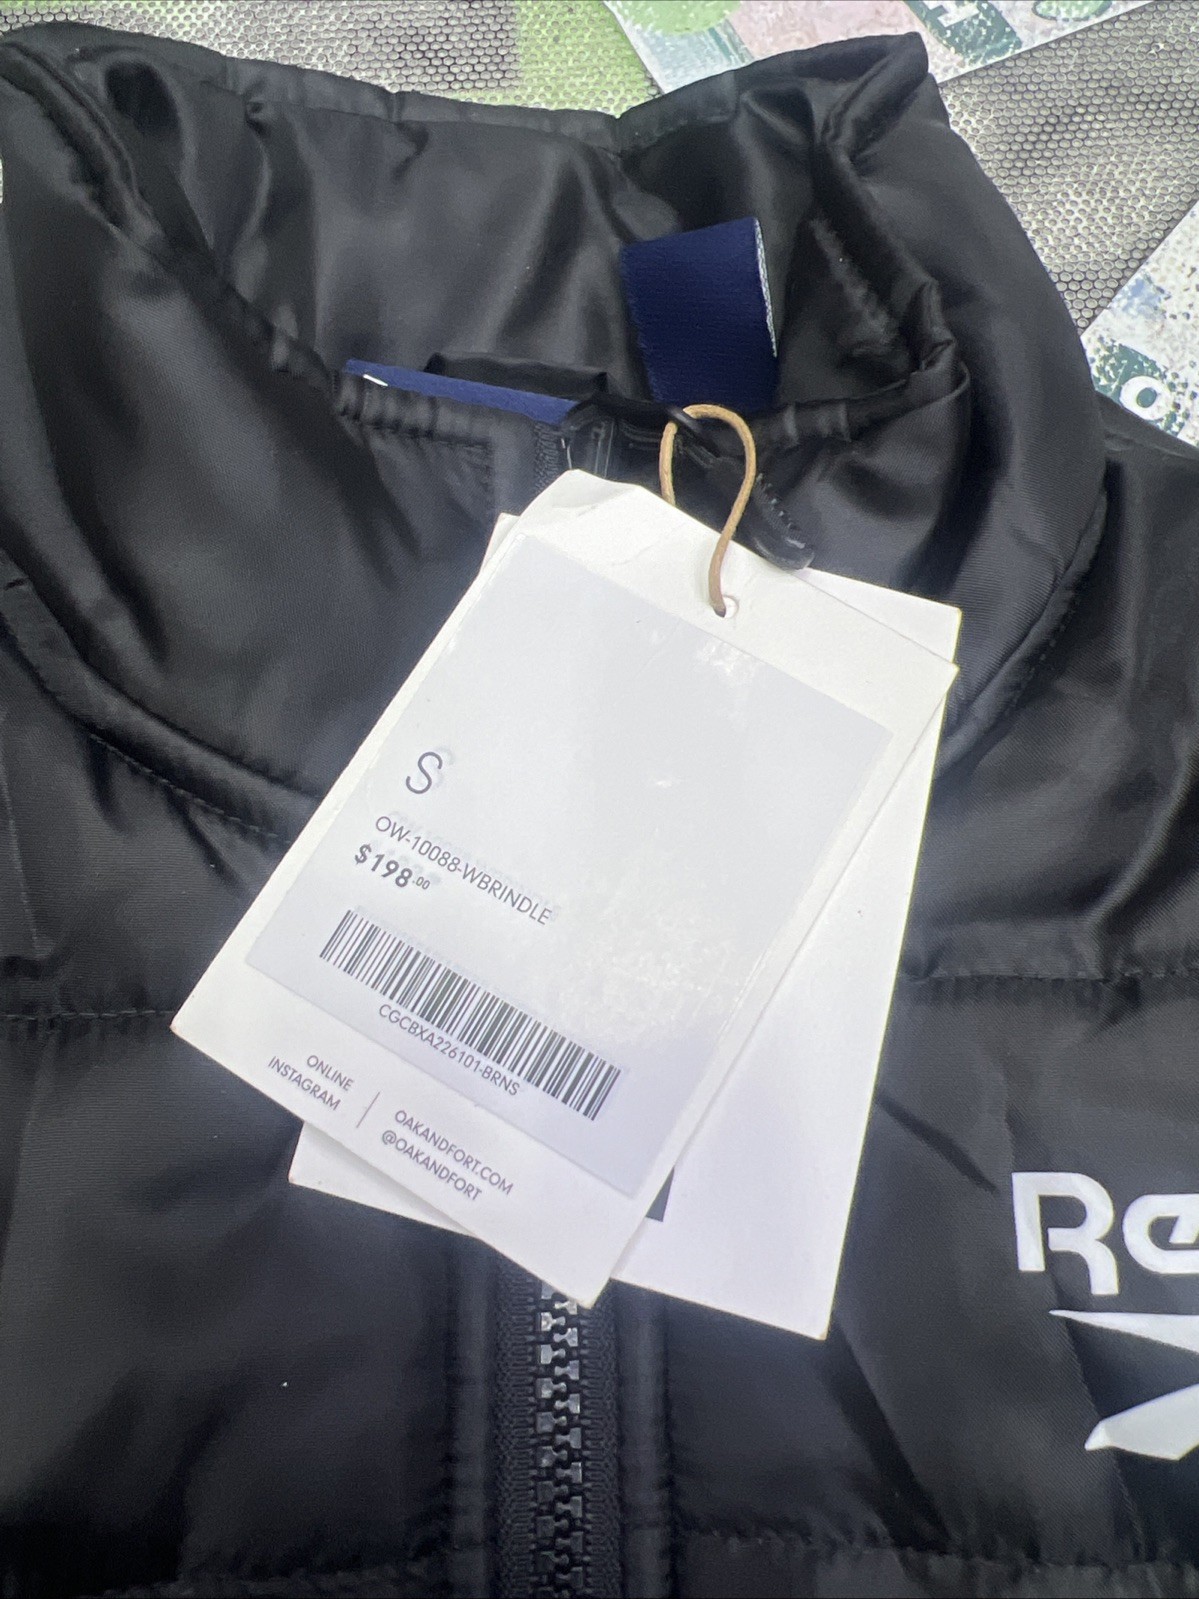 S
OW-10088-WBRINDLE
$198.00
CGCBXA226101-BRNS
ONLINE
INSTAGRAM
OAKANDFORT.COM
@OAKANDFORT
Re